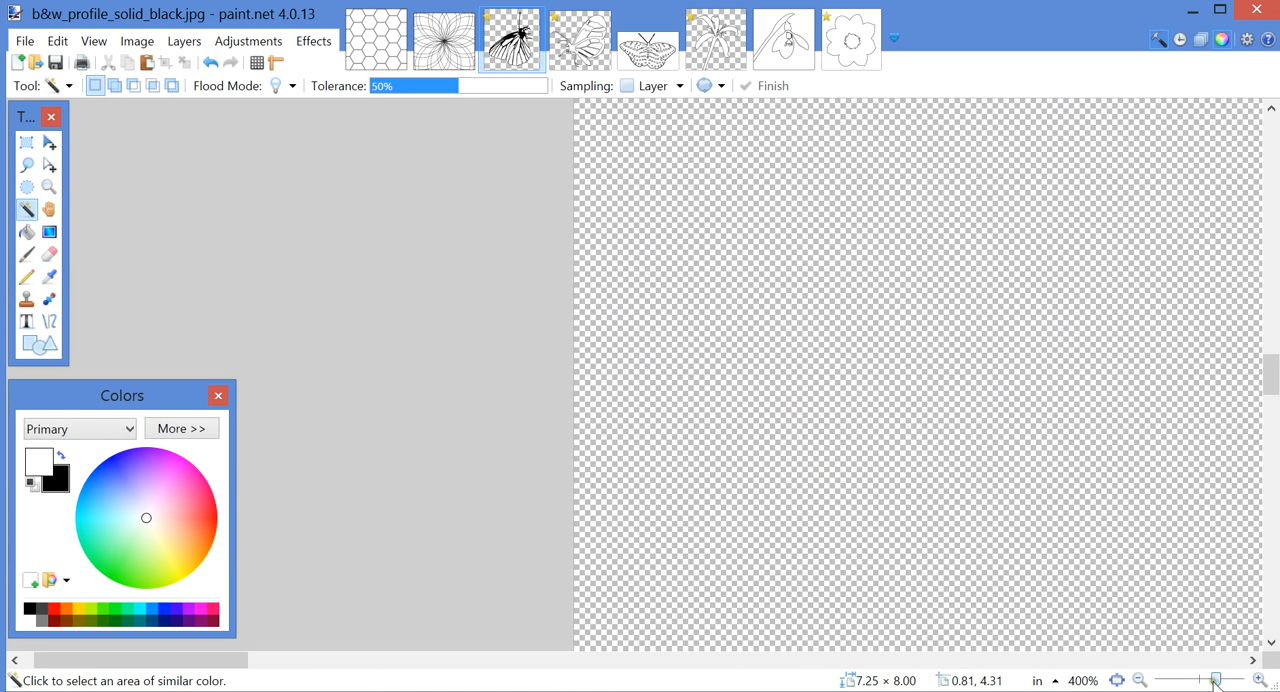 b&w_profile_solid_black.jpg - paint.net 4.0.13
File Edit View Image Layers Adjustments Effects
Tool: Flood Mode: Tolerance: 50% Sampling: Layer Finish
T...
Colors
Primary More >>
Click to select an area of similar color. 7.25 × 8.00 0.81, 4.31 in 400%